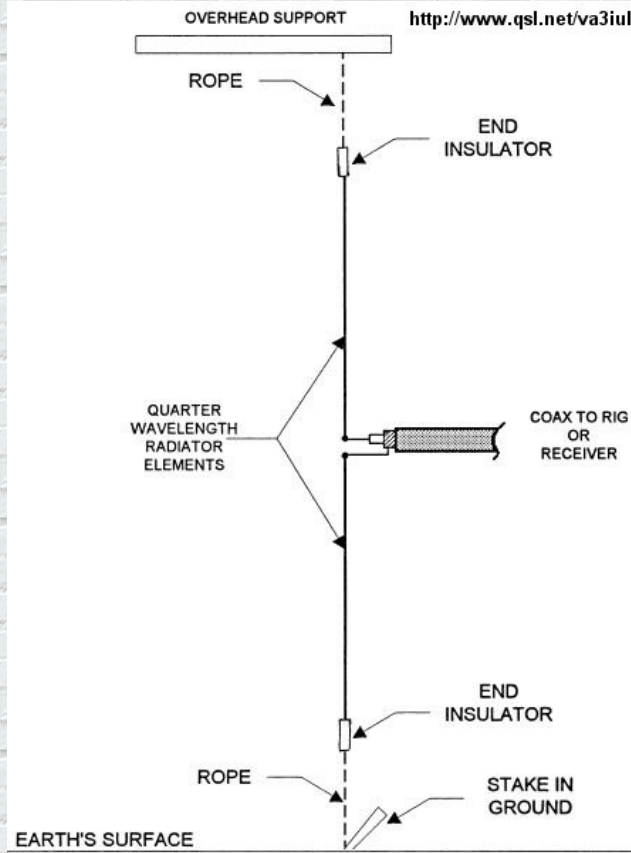 OVERHEAD SUPPORT
http://www.qsl.net/va3iul
ROPE
END
INSULATOR
QUARTER
WAVELENGTH
RADIATOR
ELEMENTS
COAX TO RIG
OR
RECEIVER
END
INSULATOR
ROPE
STAKE IN
GROUND
EARTH'S SURFACE